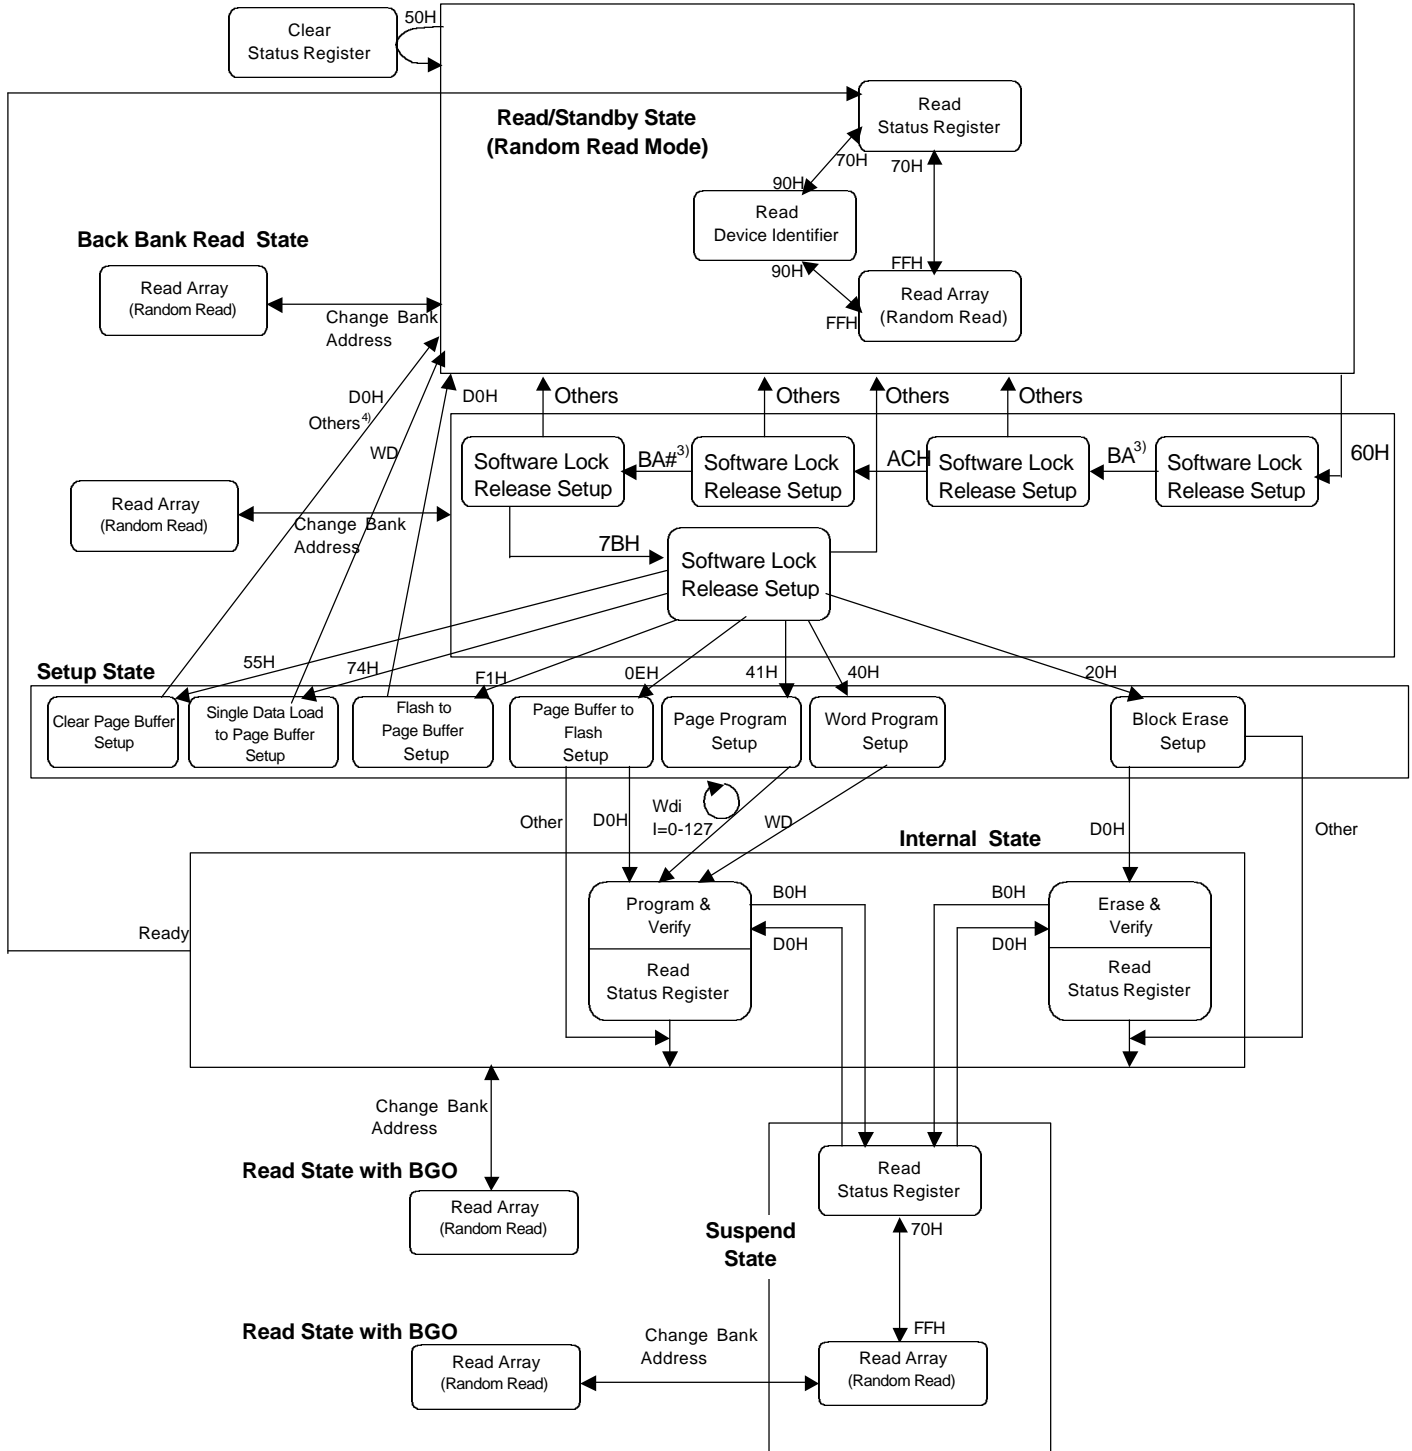 50H
Clear
Status Register
Read/Standby State
(Random Read Mode)
Read
Status Register
70H
70H
90H
Read
Device Identifier
90H
FFH
FFH
Read Array
(Random Read)
Back Bank Read State
Read Array
(Random Read)
Change Bank
Address
D0H
Others4)
WD
D0H
Others
Others
Others
Others
Software Lock
Release Setup
BA#3)
Software Lock
Release Setup
ACH
Software Lock
Release Setup
BA3)
Software Lock
Release Setup
60H
Read Array
(Random Read)
Change Bank
Address
7BH
Software Lock
Release Setup
Setup State
55H
74H
F1H
0EH
41H
40H
20H
Clear Page Buffer
Setup
Single Data Load
to Page Buffer
Setup
Flash to
Page Buffer
Setup
Page Buffer to
Flash
Setup
Page Program
Setup
Word Program
Setup
Block Erase
Setup
Other
D0H
Wdi
I=0-127
WD
Internal State
D0H
Other
Ready
Program &
Verify
Read
Status Register
B0H
D0H
B0H
D0H
Erase &
Verify
Read
Status Register
Change Bank
Address
Read State with BGO
Read Array
(Random Read)
Suspend
State
Read
Status Register
70H
FFH
Read State with BGO
Read Array
(Random Read)
Change Bank
Address
Read Array
(Random Read)